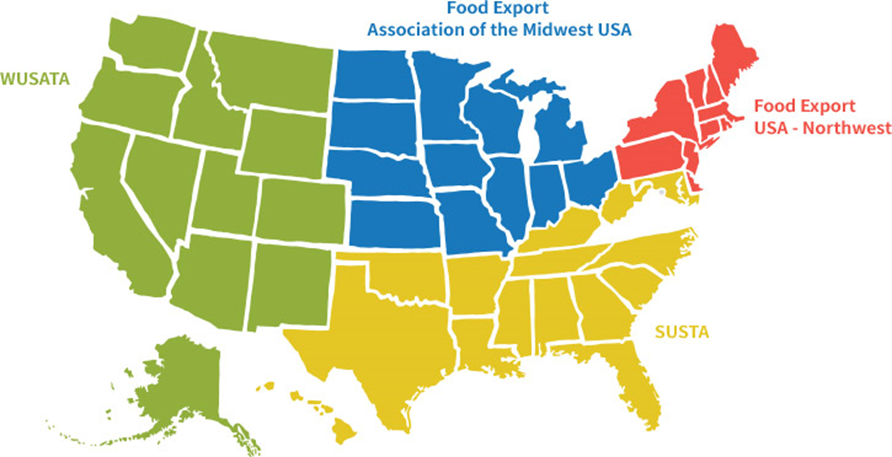 Food Export
Association of the Midwest USA
WUSATA
Food Export
USA - Northwest
SUSTA